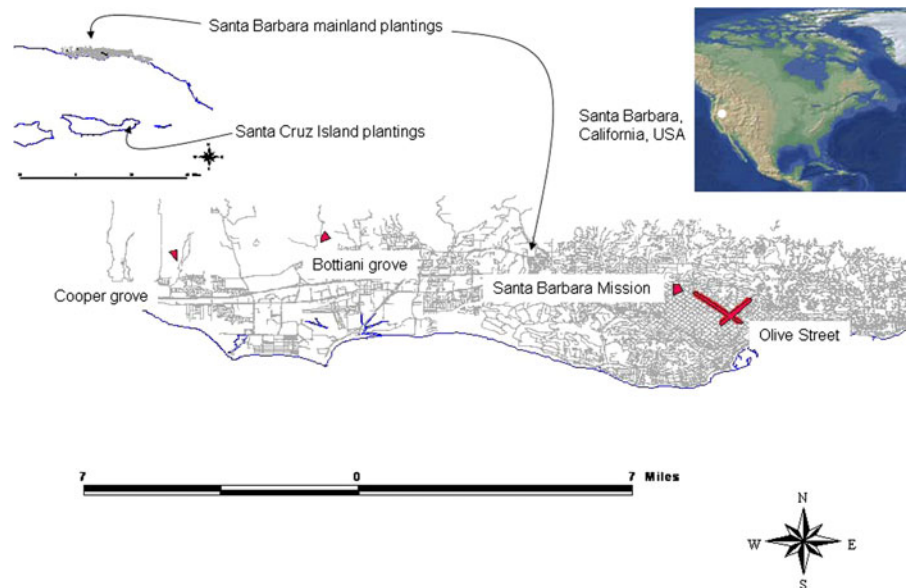 Santa Barbara mainland plantings
Santa Cruz Island plantings
Santa Barbara,
California, USA
Bottiani grove
Cooper grove
Santa Barbara Mission
Olive Street
7 0 7 Miles
N
W E
S